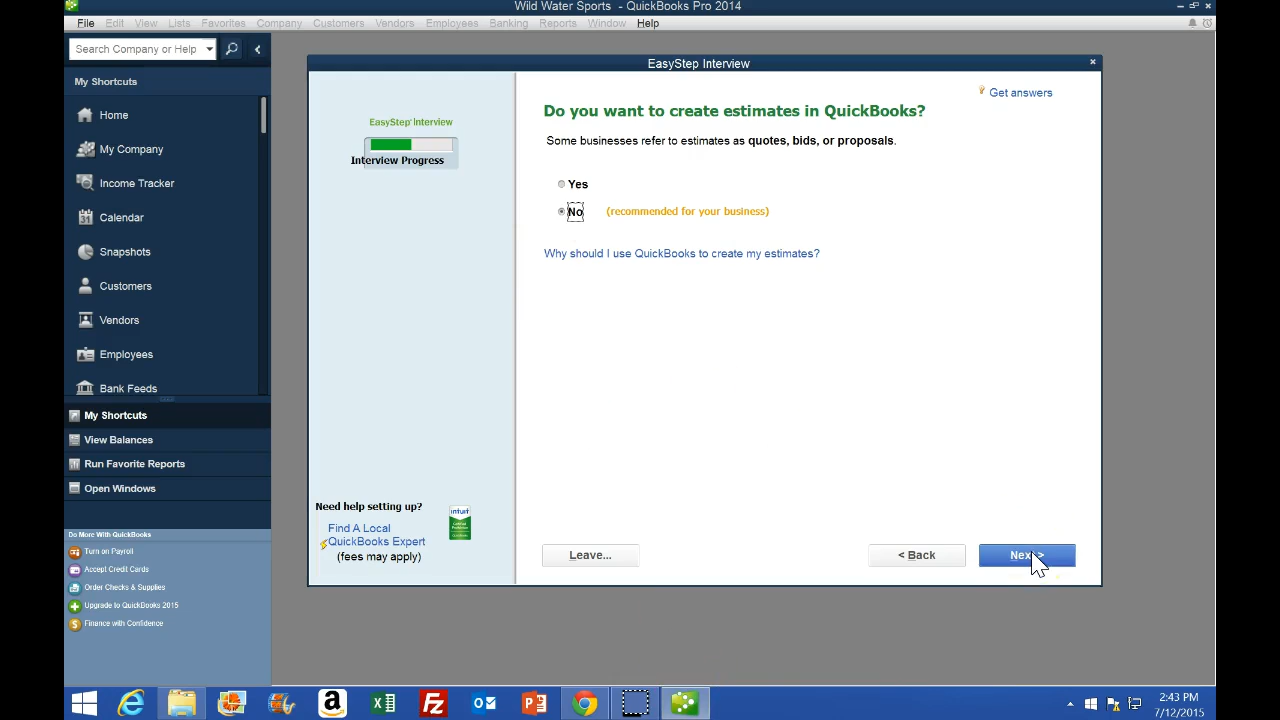 Wild Water Sports - QuickBooks Pro 2014
File Edit View Lists Favorites Company Customers Vendors Employees Banking Reports Window Help
Search Company or Help
My Shortcuts
Home
My Company
Income Tracker
Calendar
31
Snapshots
Customers
Vendors
Employees
Bank Feeds
My Shortcuts
View Balances
Run Favorite Reports
Open Windows
Do More With QuickBooks
Turn on Payroll
Accept Credit Cards
Order Checks & Supplies
Upgrade to QuickBooks 2015
Finance with Confidence
EasyStep Interview
EasyStep Interview
Interview Progress
Need help setting up?
Find A Local
QuickBooks Expert
(fees may apply)
intuit
Get answers
Do you want to create estimates in QuickBooks?
Some businesses refer to estimates as quotes, bids, or proposals.
Yes
No (recommended for your business)
Why should I use QuickBooks to create my estimates?
Leave...
< Back
Next >
2:43 PM
7/12/2015